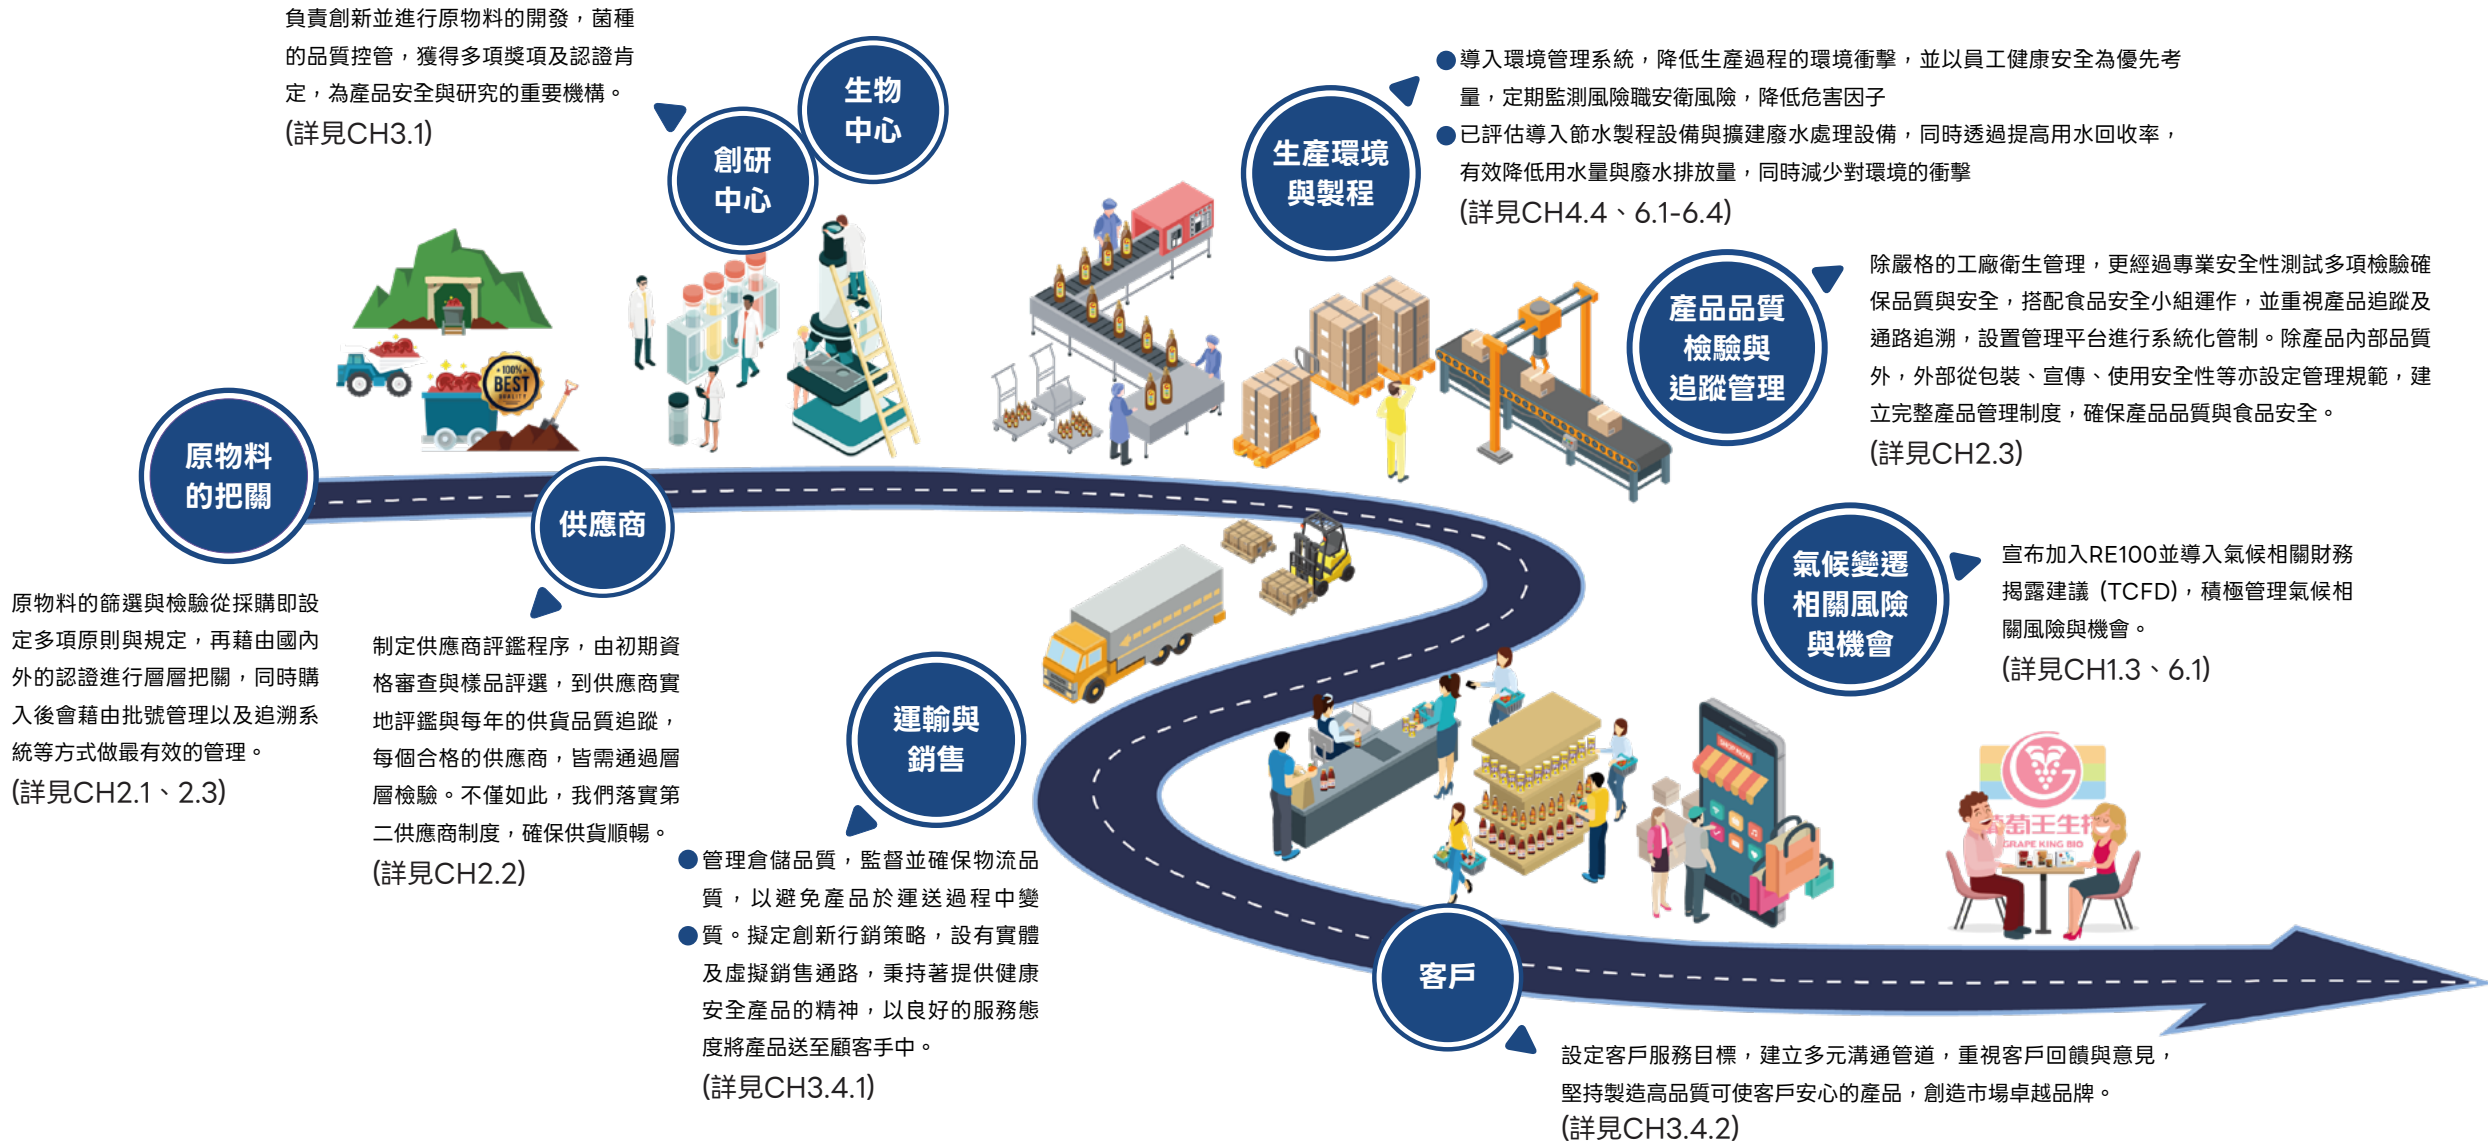 負責創新並進行原物料的開發，菌種
的品質控管，獲得多項獎項及認證肯
定，為產品安全與研究的重要機構。
(詳見CH3.1)
生物
中心
創研
中心
生產環境
與製程
●導入環境管理系統，降低生產過程的環境衝擊，並以員工健康安全為優先考
量，定期監測風險職安衛風險，降低危害因子
●已評估導入節水製程設備與擴建廢水處理設備，同時透過提高用水回收率，
有效降低用水量與廢水排放量，同時減少對環境的衝擊
(詳見CH4.4、6.1-6.4)
產品品質
檢驗與
追蹤管理
除嚴格的工廠衛生管理，更經過專業安全性測試多項檢驗確
保品質與安全，搭配食品安全小組運作，並重視產品追蹤及
通路追溯，設置管理平台進行系統化管制。除產品內部品質
外，外部從包裝、宣傳、使用安全性等亦設定管理規範，建
立完整產品管理制度，確保產品品質與食品安全。
(詳見CH2.3)
100%
BEST
QUALITY
原物料
的把關
原物料的篩選與檢驗從採購即設
定多項原則與規定，再藉由國內
外的認證進行層層把關，同時購
入後會藉由批號管理以及追溯系
統等方式做最有效的管理。
(詳見CH2.1、2.3)
供應商
制定供應商評鑑程序，由初期資
格審查與樣品評選，到供應商實
地評鑑與每年的供貨品質追蹤，
每個合格的供應商，皆需通過層
層檢驗。不僅如此，我們落實第
二供應商制度，確保供貨順暢。
(詳見CH2.2)
運輸與
銷售
●管理倉儲品質，監督並確保物流品
質，以避免產品於運送過程中變
●質。擬定創新行銷策略，設有實體
及虛擬銷售通路，秉持著提供健康
安全產品的精神，以良好的服務態
度將產品送至顧客手中。
(詳見CH3.4.1)
氣候變遷
相關風險
與機會
宣布加入RE100並導入氣候相關財務
揭露建議 (TCFD)，積極管理氣候相
關風險與機會。
(詳見CH1.3、6.1)
SHOP NOW
葡萄王生技
GRAPE KING BIO
客戶
設定客戶服務目標，建立多元溝通管道，重視客戶回饋與意見，
堅持製造高品質可使客戶安心的產品，創造市場卓越品牌。
(詳見CH3.4.2)